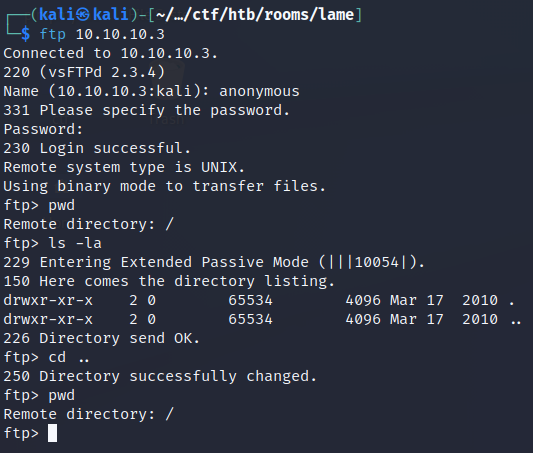 ┌──(kali㉿kali)-[~/…/ctf/htb/rooms/lame]
└─$ ftp 10.10.10.3
Connected to 10.10.10.3.
220 (vsFTPd 2.3.4)
Name (10.10.10.3:kali): anonymous
331 Please specify the password.
Password:
230 Login successful.
Remote system type is UNIX.
Using binary mode to transfer files.
ftp> pwd
Remote directory: /
ftp> ls -la
229 Entering Extended Passive Mode (|||10054|).
150 Here comes the directory listing.
drwxr-xr-x    2 0        65534        4096 Mar 17  2010 .
drwxr-xr-x    2 0        65534        4096 Mar 17  2010 ..
226 Directory send OK.
ftp> cd ..
250 Directory successfully changed.
ftp> pwd
Remote directory: /
ftp>